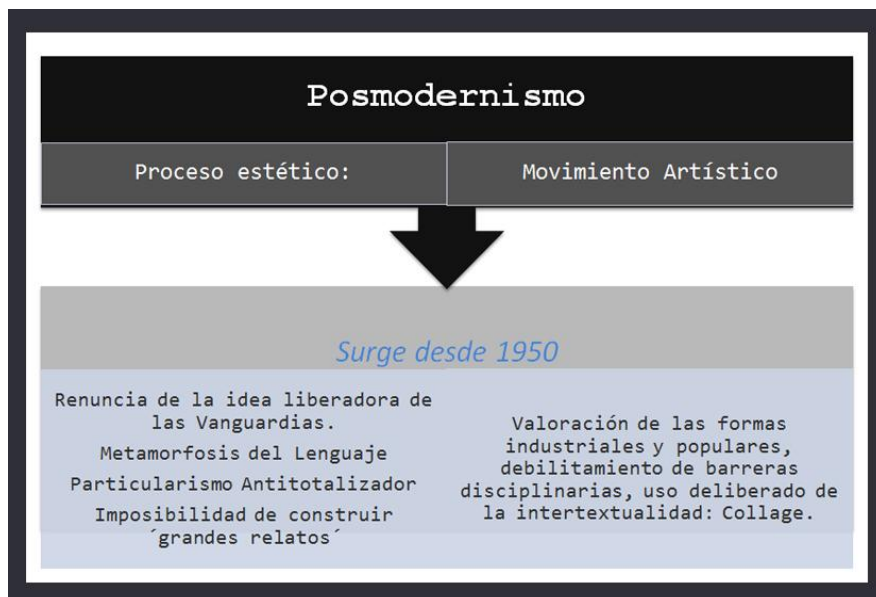 Posmodernismo
Proceso estético:
Movimiento Artístico
Surge desde 1950
Renuncia de la idea liberadora de
las Vanguardias.
Metamorfosis del Lenguaje
Particularismo Antitotalizador
Imposibilidad de construir
´grandes relatos´
Valoración de las formas
industriales y populares,
debilitamiento de barreras
disciplinarias, uso deliberado de
la intertextualidad: Collage.